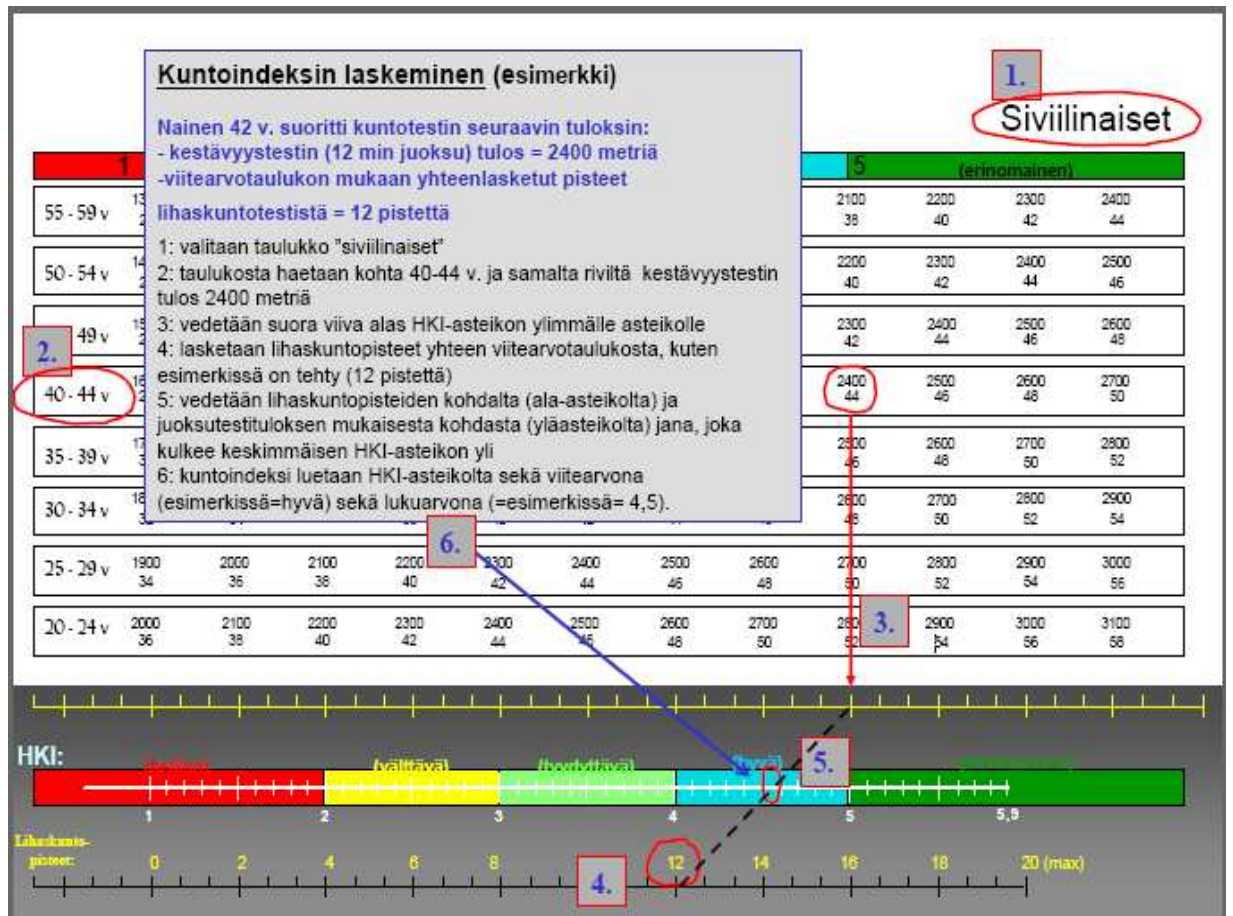 1.
Siviilinaiset
Kuntoindeksin laskeminen (esimerkki)
Nainen 42 v. suoritti kuntotestin seuraavin tuloksin:
- kestävyystestin (12 min juoksu) tulos = 2400 metriä
-viitearvotaulukon mukaan yhteenlasketut pisteet
lihaskuntotestistä = 12 pistettä
1: valitaan taulukko "siviilinaiset"
2: taulukosta haetaan kohta 40-44 v. ja samalta riviltä kestävyystestin
tulos 2400 metriä
3: vedetään suora viiva alas HKI-asteikon ylimmälle asteikolle
4: lasketaan lihaskuntopisteet yhteen viitearvotaulukosta, kuten
esimerkissä on tehty (12 pistettä)
5: vedetään lihaskuntopisteiden kohdalta (ala-asteikolta) ja
juoksutestituloksen mukaisesta kohdasta (yläasteikolta) jana, joka
kulkee keskimmäisen HKI-asteikon yli
6: kuntoindeksi luetaan HKI-asteikolta sekä viitearvona
(esimerkissä=hyvä) sekä lukuarvona (=esimerkissä= 4,5).
1 5 (erinomainen)
55 - 59 v 2100 2200 2300 2400
38 40 42 44
50 - 54 v 2200 2300 2400 2500
40 42 44 46
49 v 2300 2400 2500 2600
42 44 46 48
2.
40 - 44 v 2400 2500 2600 2700
44 46 48 50
35 - 39 v 2500 2600 2700 2800
46 48 50 52
30 - 34 v 2600 2700 2800 2900
48 50 52 54
6.
25 - 29 v 1900 2000 2100 2200 2300 2400 2500 2600 2700 2800 2900 3000
34 36 38 40 42 44 46 48 50 52 54 56
3.
20 - 24 v 2000 2100 2200 2300 2400 2500 2600 2700 2900 3000 3100
36 38 40 42 44 46 48 50 52 54 56 58
HKI:
(välttävä) (tyydyttävä) (hyvä) 5.
1 2 3 4 5 5,9
Lihaskunto-
pisteet: 0 2 4 6 8 12 14 16 18 20 (max)
4.